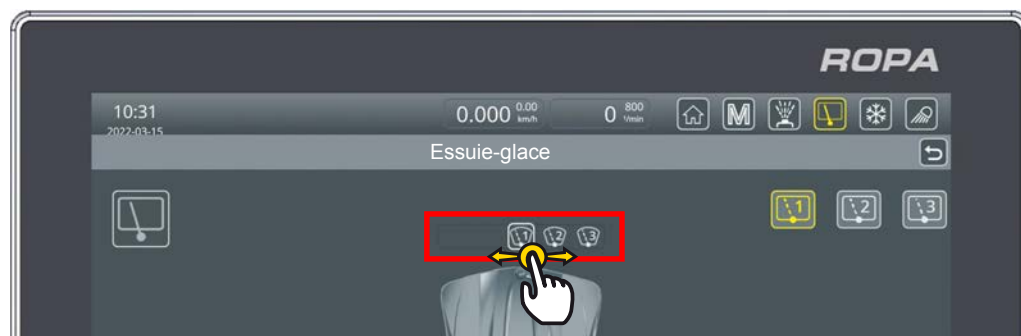 ROPA
10:31
2022-03-15
0.000 0.00 km/h
0 800 1/min
M
Essuie-glace
1 2 3
1 2 3